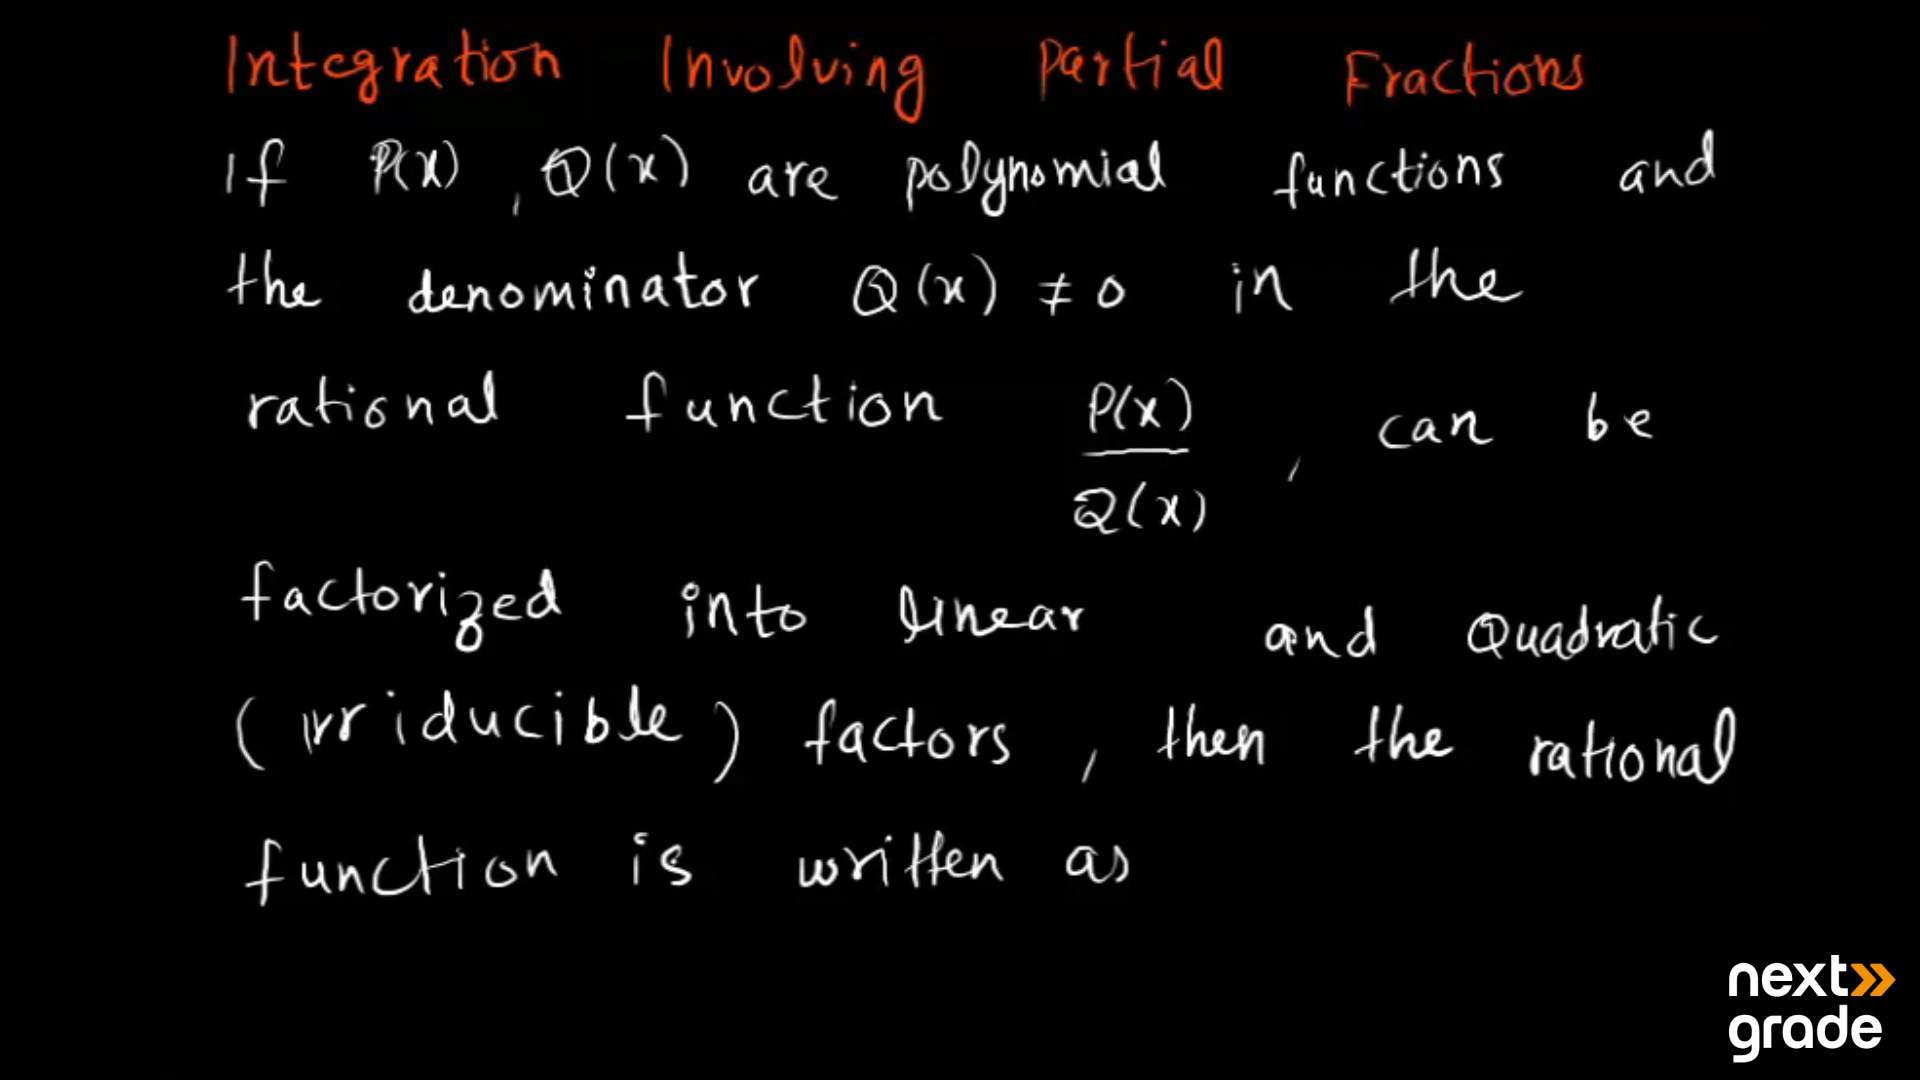 Integration Involving Partial Fractions
If P(x), Q(x) are polynomial functions and
the denominator Q(x) ≠ 0 in the
rational function P(x)/Q(x), can be
factorized into linear and Quadratic
(irriducible) factors, then the rational
function is written as
next>>
grade